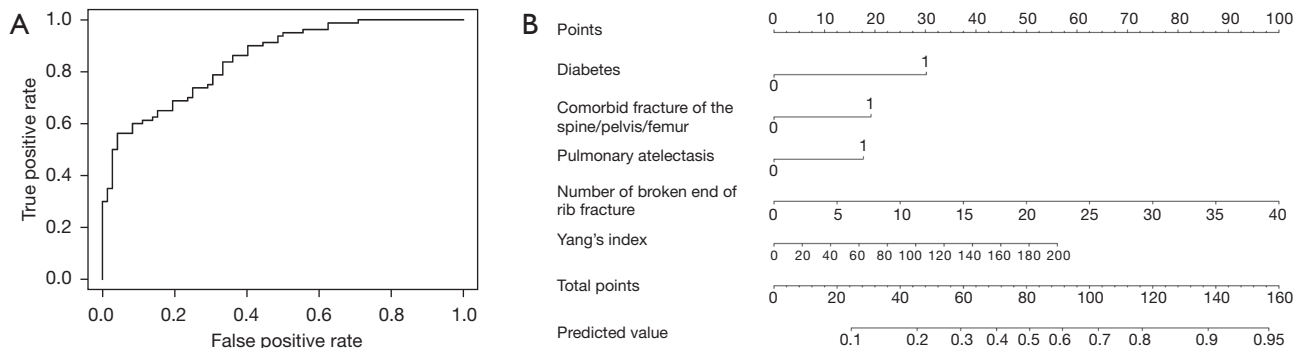 A
True positive rate
1.0
0.8
0.6
0.4
0.2
0.0
0.0 0.2 0.4 0.6 0.8 1.0
False positive rate
B
Points
0 10 20 30 40 50 60 70 80 90 100
Diabetes
1
0
Comorbid fracture of the
spine/pelvis/femur
1
0
Pulmonary atelectasis
1
0
Number of broken end of
rib fracture
0 5 10 15 20 25 30 35 40
Yang's index
0 20 40 60 80 100 120 140 160 180 200
Total points
0 20 40 60 80 100 120 140 160
Predicted value
0.1 0.2 0.3 0.4 0.5 0.6 0.7 0.8 0.9 0.95